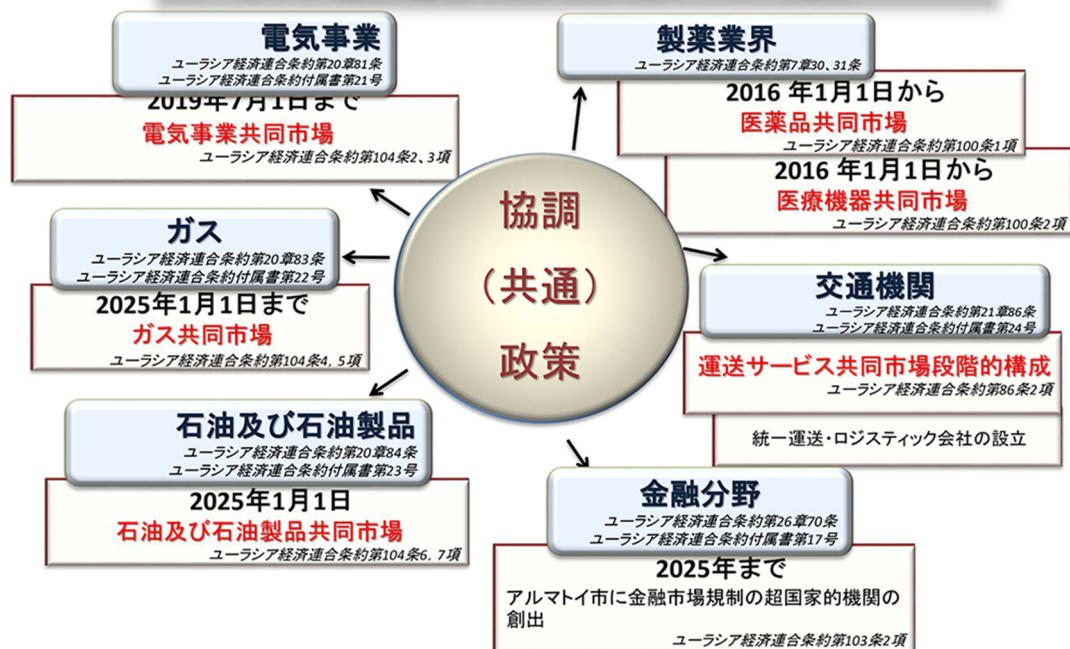 電気事業
ユーラシア経済連合条約第20章81条
ユーラシア経済連合条約付属書第21号
2019年7月1日まで
電気事業共同市場
ユーラシア経済連合条約第104条2、3項
ガス
ユーラシア経済連合条約第20章83条
ユーラシア経済連合条約付属書第22号
2025年1月1日まで
ガス共同市場
ユーラシア経済連合条約第104条4, 5項
石油及び石油製品
ユーラシア経済連合条約第20章84条
ユーラシア経済連合条約付属書第23号
2025年1月1日
石油及び石油製品共同市場
ユーラシア経済連合条約第104条6, 7項
協調
（共通）
政策
製薬業界
ユーラシア経済連合条約第7章30、31条
2016 年1月1日から
医薬品共同市場
ユーラシア経済連合条約第100条1項
2016 年1月1日から
医療機器共同市場
ユーラシア経済連合条約第100条2項
交通機関
ユーラシア経済連合条約第21章86条
ユーラシア経済連合条約付属書第24号
運送サービス共同市場段階的構成
ユーラシア経済連合条約第86条2項
統一運送・ロジスティック会社の設立
金融分野
ユーラシア経済連合条約第26章70条
ユーラシア経済連合条約付属書第17号
2025年まで
アルマトイ市に金融市場規制の超国家的機関の
創出
ユーラシア経済連合条約第103条2項